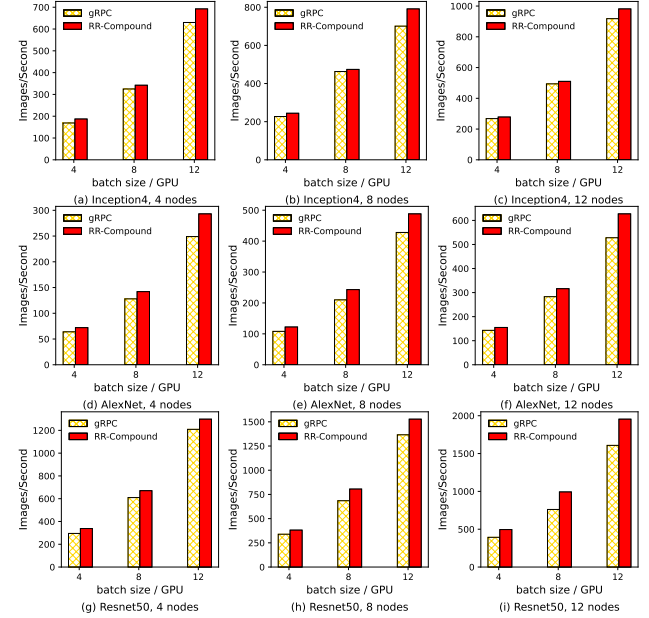 700
600
500
400
300
200
100
0
Images/Second
gRPC
RR-Compound
4 8 12
batch size / GPU
(a) Inception4, 4 nodes
800
600
400
200
0
Images/Second
gRPC
RR-Compound
4 8 12
batch size / GPU
(b) Inception4, 8 nodes
1000
800
600
400
200
0
Images/Second
gRPC
RR-Compound
4 8 12
batch size / GPU
(c) Inception4, 12 nodes
300
250
200
150
100
50
0
Images/Second
gRPC
RR-Compound
4 8 12
batch size / GPU
(d) AlexNet, 4 nodes
500
400
300
200
100
0
Images/Second
gRPC
RR-Compound
4 8 12
batch size / GPU
(e) AlexNet, 8 nodes
600
500
400
300
200
100
0
Images/Second
gRPC
RR-Compound
4 8 12
batch size / GPU
(f) AlexNet, 12 nodes
1200
1000
800
600
400
200
0
Images/Second
gRPC
RR-Compound
4 8 12
batch size / GPU
(g) Resnet50, 4 nodes
1500
1250
1000
750
500
250
0
Images/Second
gRPC
RR-Compound
4 8 12
batch size / GPU
(h) Resnet50, 8 nodes
2000
1500
1000
500
0
Images/Second
gRPC
RR-Compound
4 8 12
batch size / GPU
(i) Resnet50, 12 nodes